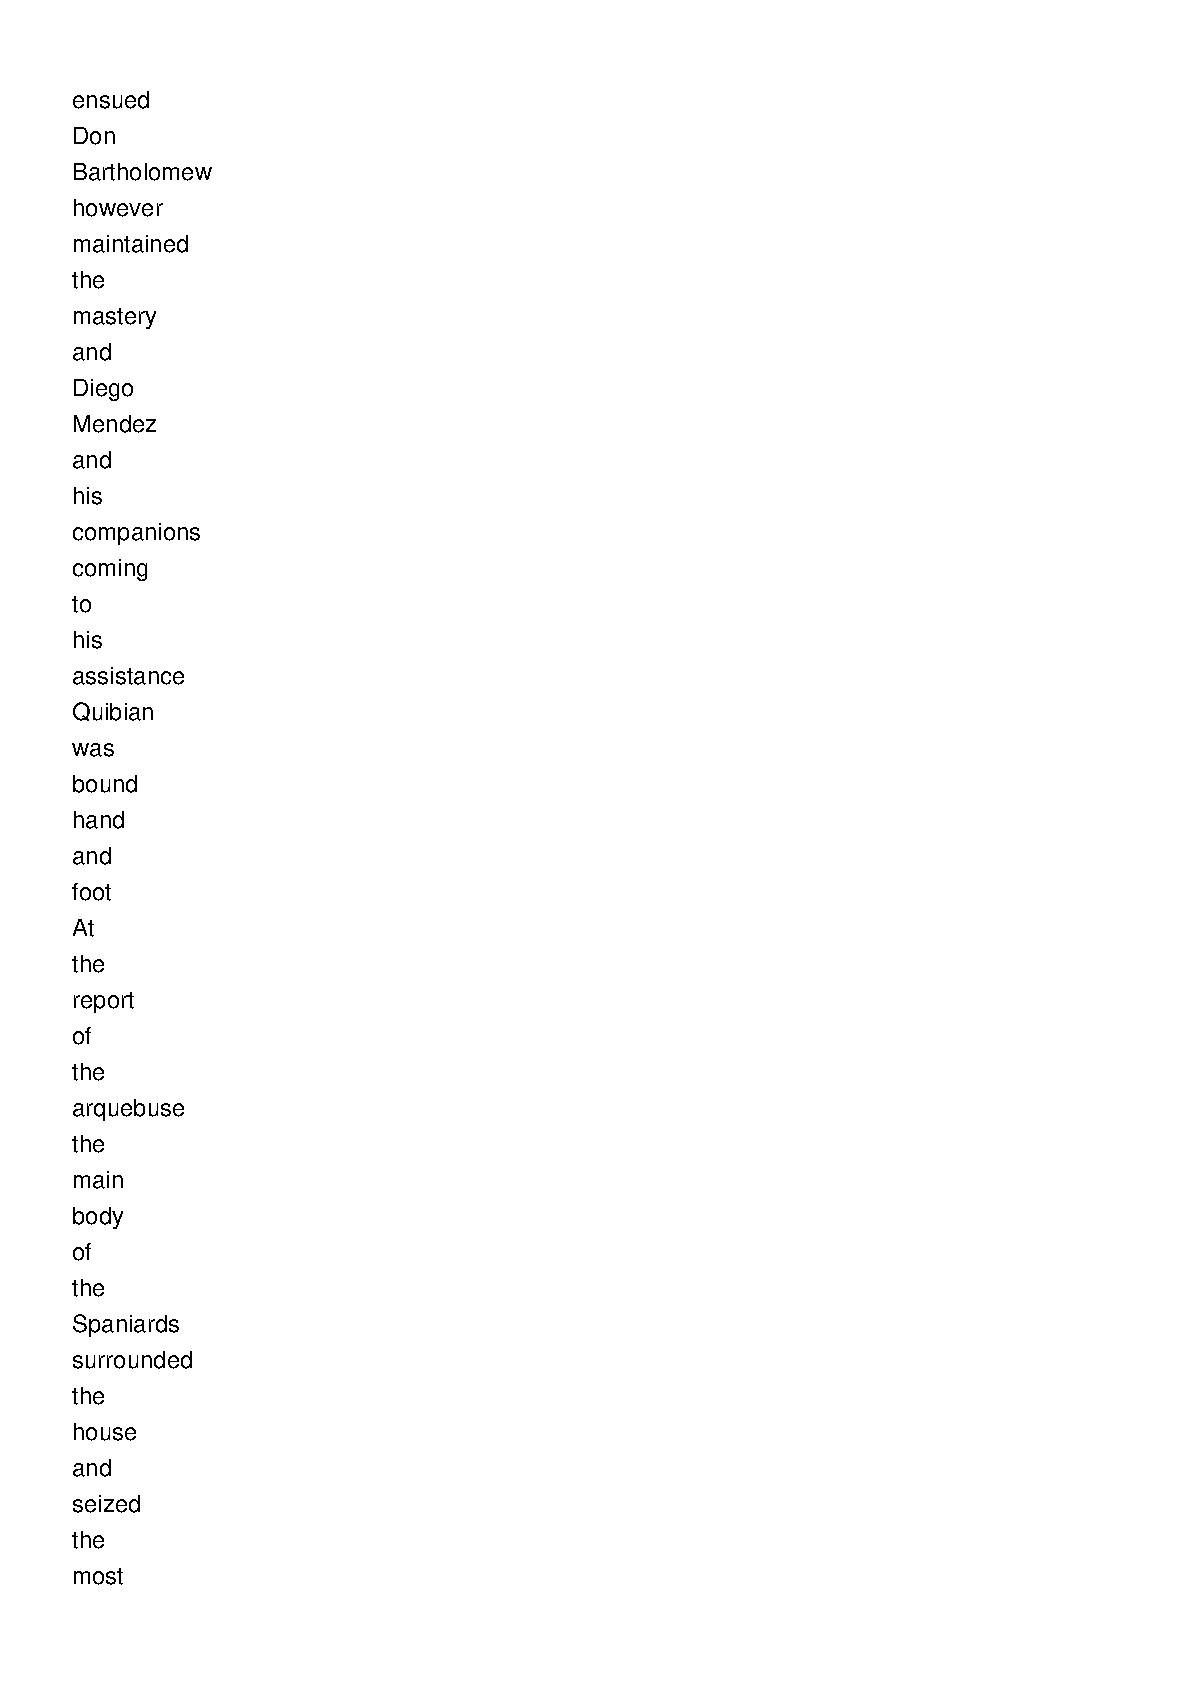 ensued
Don
Bartholomew
however
maintained
the
mastery
and
Diego
Mendez
and
his
companions
coming
to
his
assistance
Quibian
was
bound
hand
and
foot
At
the
report
of
the
arquebuse
the
main
body
of
the
Spaniards
surrounded
the
house
and
seized
the
most